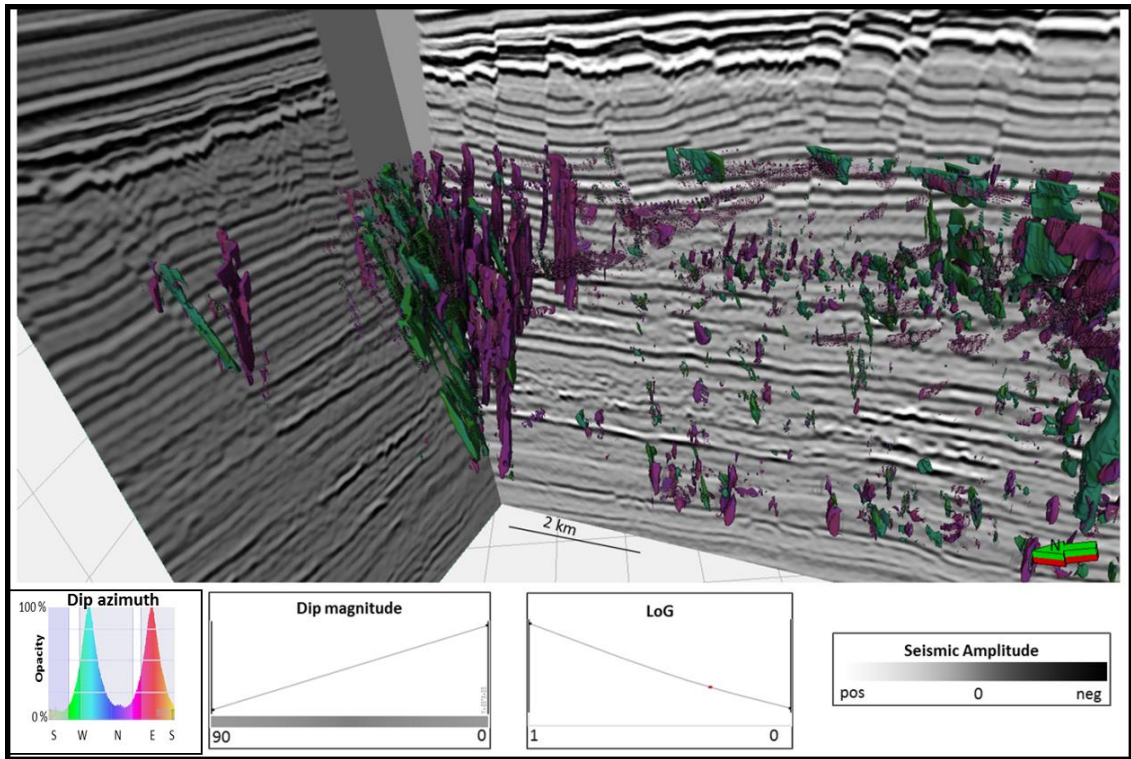 2 km
N
Dip azimuth
100 %
Opacity
0 %
S W N E S
Dip magnitude
90 0
LoG
1 0
Seismic Amplitude
pos 0 neg